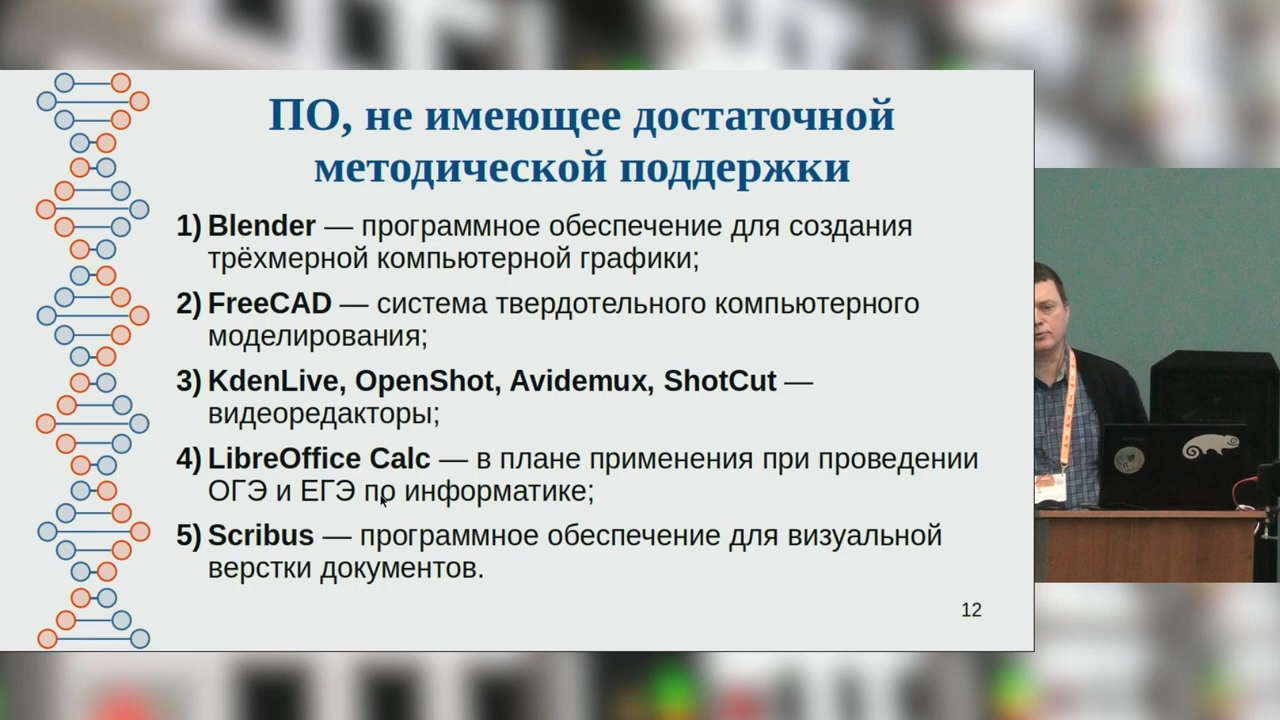 ПО, не имеющее достаточной
методической поддержки
1) Blender — программное обеспечение для создания
трёхмерной компьютерной графики;
2) FreeCAD — система твердотельного компьютерного
моделирования;
3) KdenLive, OpenShot, Avidemux, ShotCut —
видеоредакторы;
4) LibreOffice Calc — в плане применения при проведении
ОГЭ и ЕГЭ по информатике;
5) Scribus — программное обеспечение для визуальной
верстки документов.
12